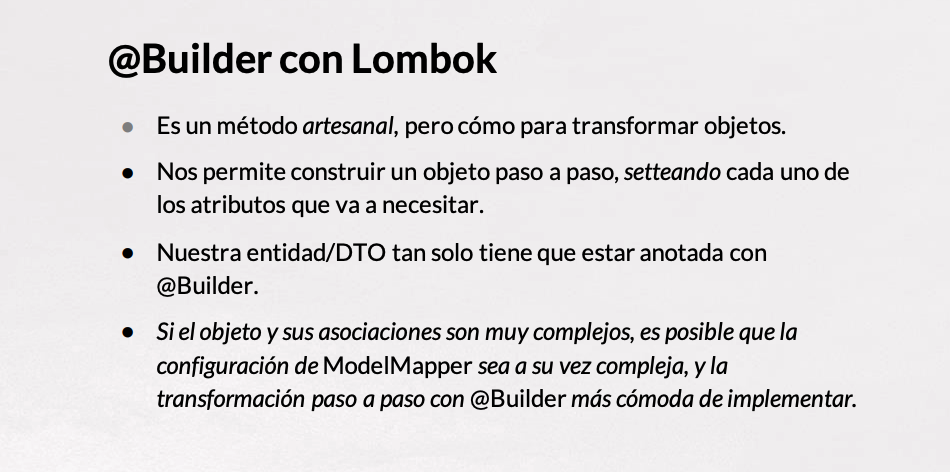 @Builder con Lombok
● Es un método artesanal, pero cómo para transformar objetos.
● Nos permite construir un objeto paso a paso, setteando cada uno de
los atributos que va a necesitar.
● Nuestra entidad/DTO tan solo tiene que estar anotada con
@Builder.
● Si el objeto y sus asociaciones son muy complejos, es posible que la
configuración de ModelMapper sea a su vez compleja, y la
transformación paso a paso con @Builder más cómoda de implementar.